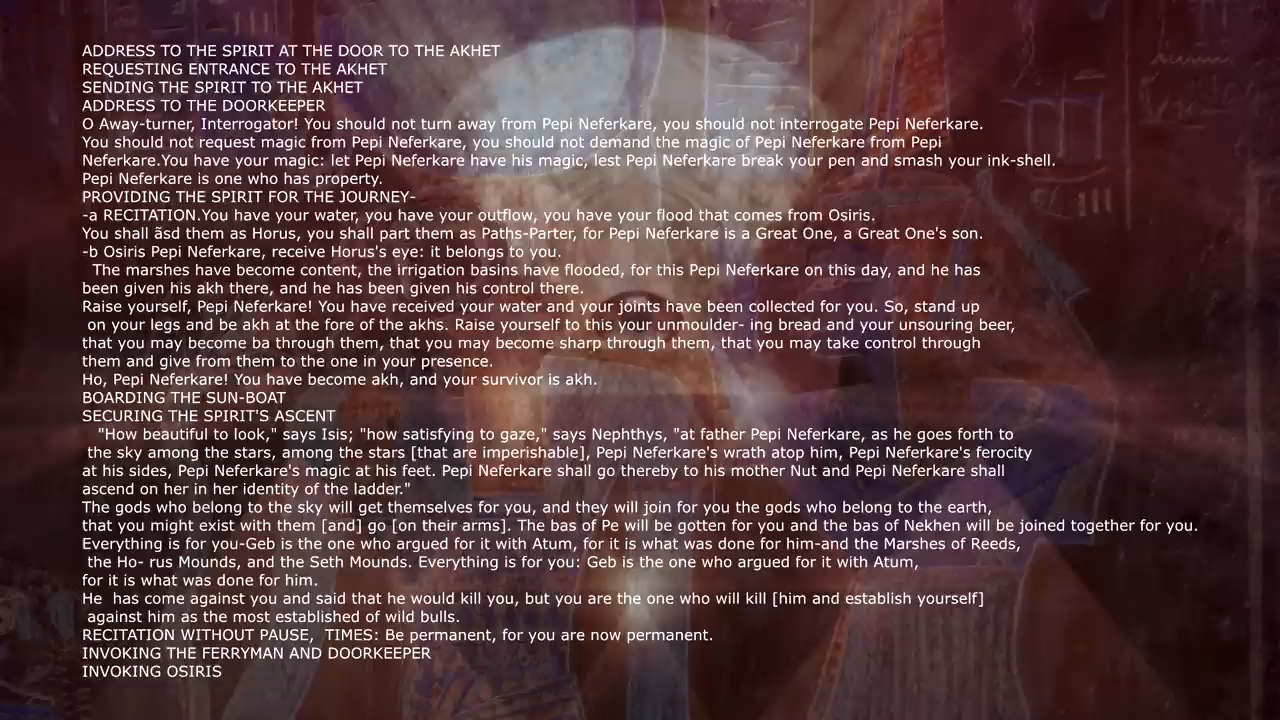 ADDRESS TO THE SPIRIT AT THE DOOR TO THE AKHET
REQUESTING ENTRANCE TO THE AKHET
SENDING THE SPIRIT TO THE AKHET
ADDRESS TO THE DOORKEEPER
O Away-turner, Interrogator! You should not turn away from Pepi Neferkare, you should not interrogate Pepi Neferkare.
You should not request magic from Pepi Neferkare, you should not demand the magic of Pepi Neferkare from Pepi
Neferkare.You have your magic: let Pepi Neferkare have his magic, lest Pepi Neferkare break your pen and smash your ink-shell.
Pepi Neferkare is one who has property.
PROVIDING THE SPIRIT FOR THE JOURNEY-
-a RECITATION.You have your water, you have your outflow, you have your flood that comes from Osiris.
You shall ãsd them as Horus, you shall part them as Paths-Parter, for Pepi Neferkare is a Great One, a Great One's son.
-b Osiris Pepi Neferkare, receive Horus's eye: it belongs to you.
The marshes have become content, the irrigation basins have flooded, for this Pepi Neferkare on this day, and he has
been given his akh there, and he has been given his control there.
Raise yourself, Pepi Neferkare! You have received your water and your joints have been collected for you. So, stand up
on your legs and be akh at the fore of the akhs. Raise yourself to this your unmoulder- ing bread and your unsouring beer,
that you may become ba through them, that you may become sharp through them, that you may take control through
them and give from them to the one in your presence.
Ho, Pepi Neferkare! You have become akh, and your survivor is akh.
BOARDING THE SUN-BOAT
SECURING THE SPIRIT'S ASCENT
"How beautiful to look," says Isis; "how satisfying to gaze," says Nephthys, "at father Pepi Neferkare, as he goes forth to
the sky among the stars, among the stars [that are imperishable], Pepi Neferkare's wrath atop him, Pepi Neferkare's ferocity
at his sides, Pepi Neferkare's magic at his feet. Pepi Neferkare shall go thereby to his mother Nut and Pepi Neferkare shall
ascend on her in her identity of the ladder."
The gods who belong to the sky will get themselves for you, and they will join for you the gods who belong to the earth,
that you might exist with them [and] go [on their arms]. The bas of Pe will be gotten for you and the bas of Nekhen will be joined together for you.
Everything is for you-Geb is the one who argued for it with Atum, for it is what was done for him-and the Marshes of Reeds,
the Ho- rus Mounds, and the Seth Mounds. Everything is for you: Geb is the one who argued for it with Atum,
for it is what was done for him.
He  has come against you and said that he would kill you, but you are the one who will kill [him and establish yourself]
against him as the most established of wild bulls.
RECITATION WITHOUT PAUSE,  TIMES: Be permanent, for you are now permanent.
INVOKING THE FERRYMAN AND DOORKEEPER
INVOKING OSIRIS